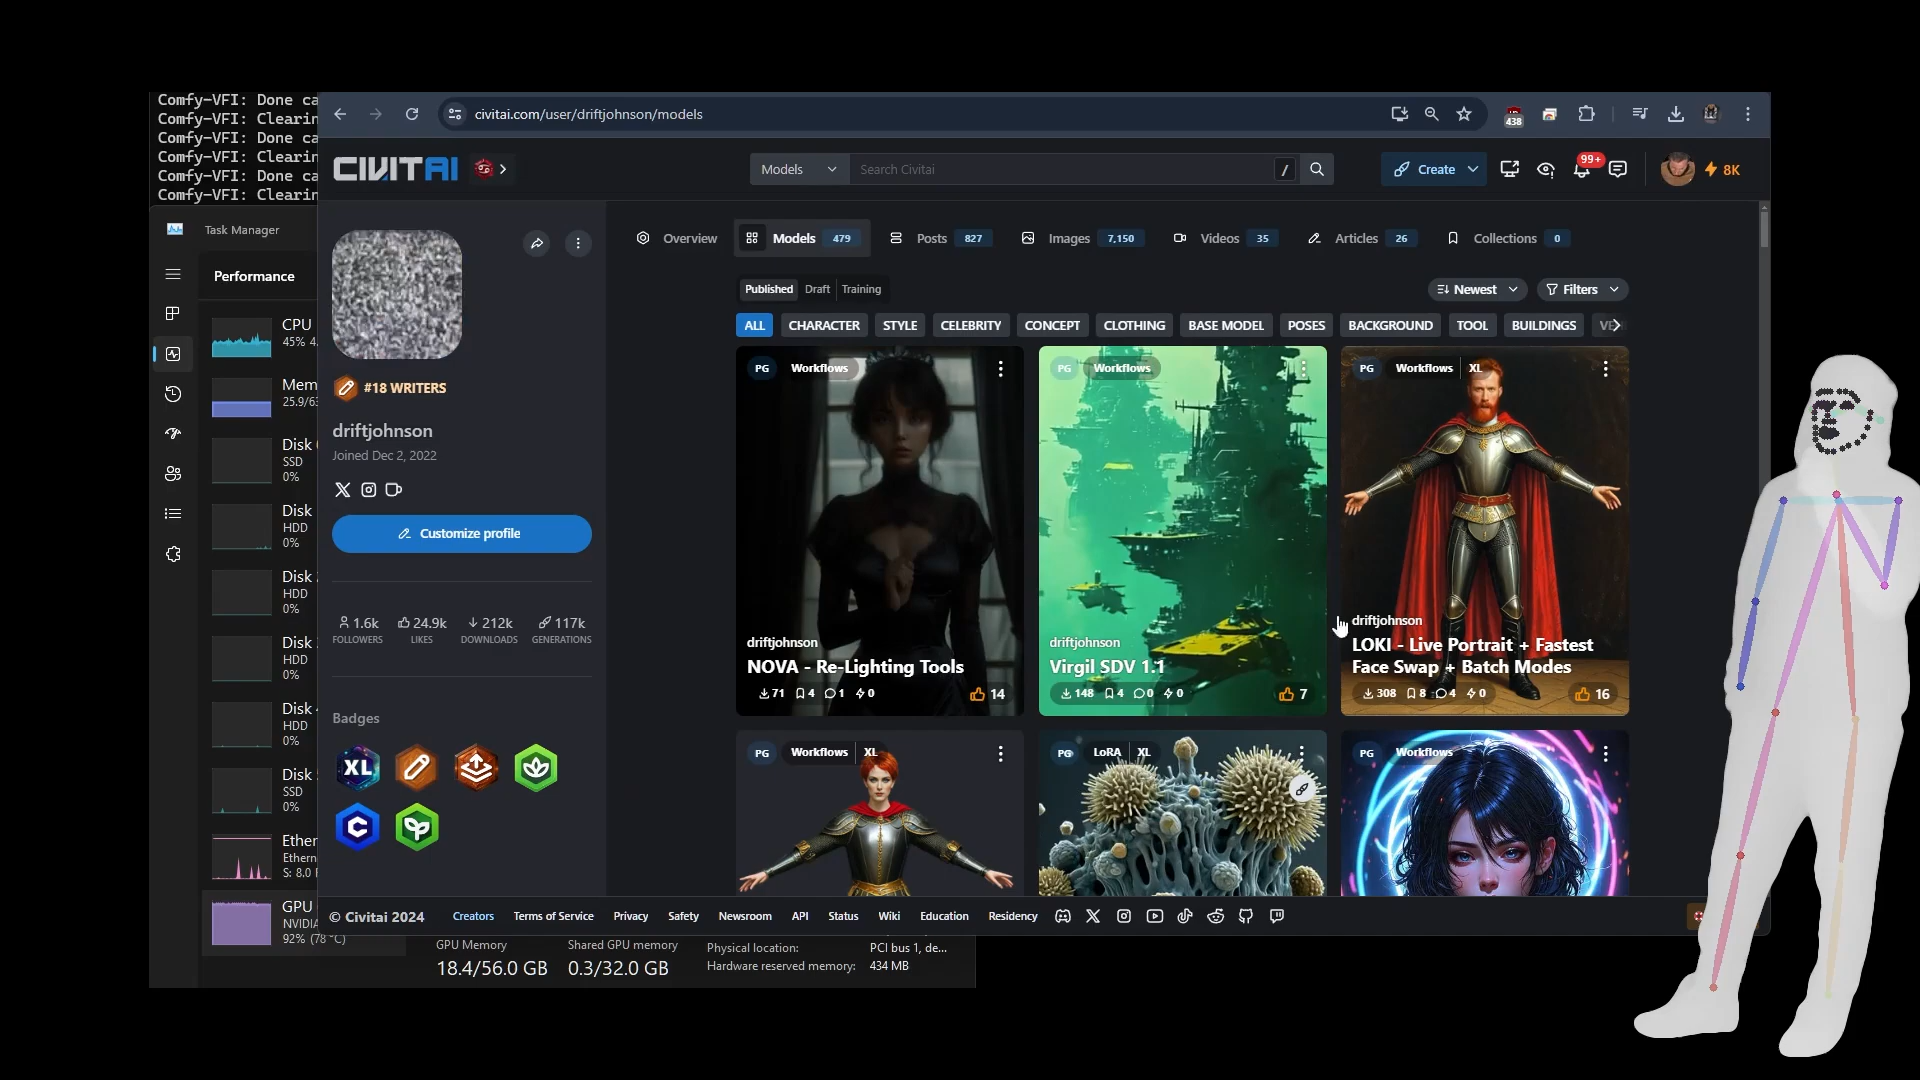 Comfy-VFI: Done ca
Comfy-VFI: Clearin
Comfy-VFI: Done ca
Comfy-VFI: Clearin
Comfy-VFI: Done ca
Comfy-VFI: Clearin
civitai.com/user/driftjohnson/models
438
CIVITAI
Models
Search Civitai
/
Create
99+
8K
Task Manager
Performance
CPU
45% 4.
Mem
25.9/63
Disk
SSD
0%
Disk
HDD
0%
Disk
HDD
0%
Disk
HDD
0%
Disk
HDD
0%
Disk
SSD
0%
Ether
Ethern
S: 8.0
GPU
NVIDIA
92% (78 °C)
#18 WRITERS
driftjohnson
Joined Dec 2, 2022
Customize profile
1.6k 24.9k 212k 117k
FOLLOWERS LIKES DOWNLOADS GENERATIONS
Badges
XL
C
Overview Models 479 Posts 827 Images 7,150 Videos 35 Articles 26 Collections 0
Published Draft Training
Newest Filters
ALL CHARACTER STYLE CELEBRITY CONCEPT CLOTHING BASE MODEL POSES BACKGROUND TOOL BUILDINGS
PG Workflows
driftjohnson
NOVA - Re-Lighting Tools
71 4 1 0 14
PG Workflows
driftjohnson
Virgil SDV 1.1
148 4 0 0 7
PG Workflows XL
driftjohnson
LOKI - Live Portrait + Fastest
Face Swap + Batch Modes
308 8 4 0 16
PG Workflows XL
PG LoRA XL
PG Workflows
© Civitai 2024 Creators Terms of Service Privacy Safety Newsroom API Status Wiki Education Residency
GPU Memory
18.4/56.0 GB
Shared GPU memory
0.3/32.0 GB
Physical location: PCI bus 1, de...
Hardware reserved memory: 434 MB